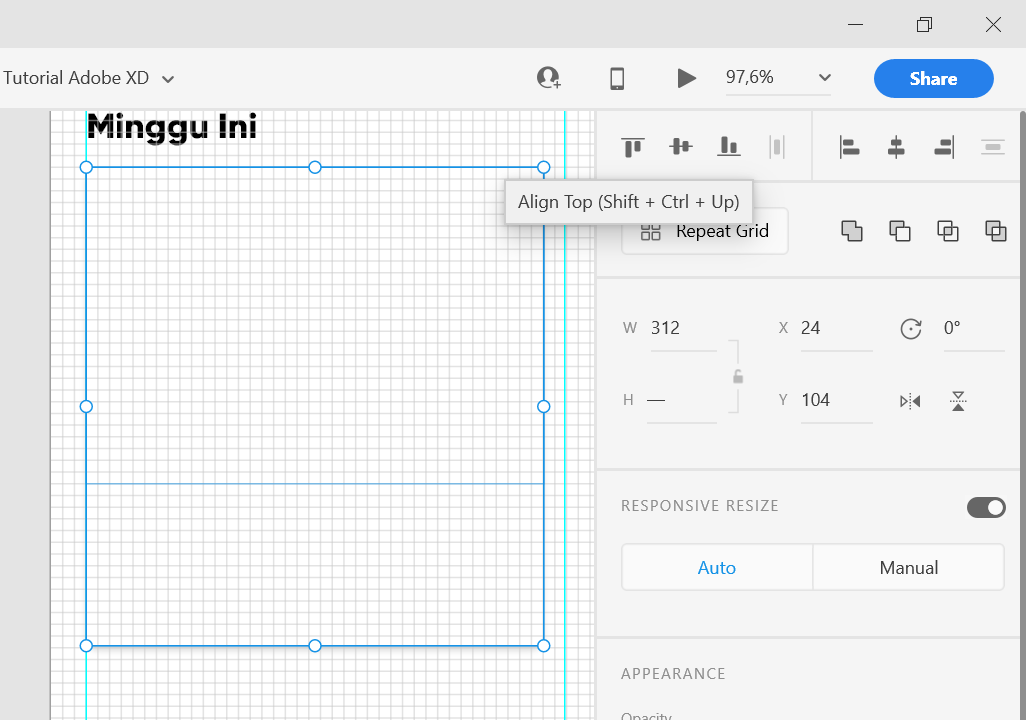 Tutorial Adobe XD
97,6%
Share
Minggu Ini
Align Top (Shift + Ctrl + Up)
Repeat Grid
W 312
X 24
0°
H —
Y 104
RESPONSIVE RESIZE
Auto
Manual
APPEARANCE
Opacity